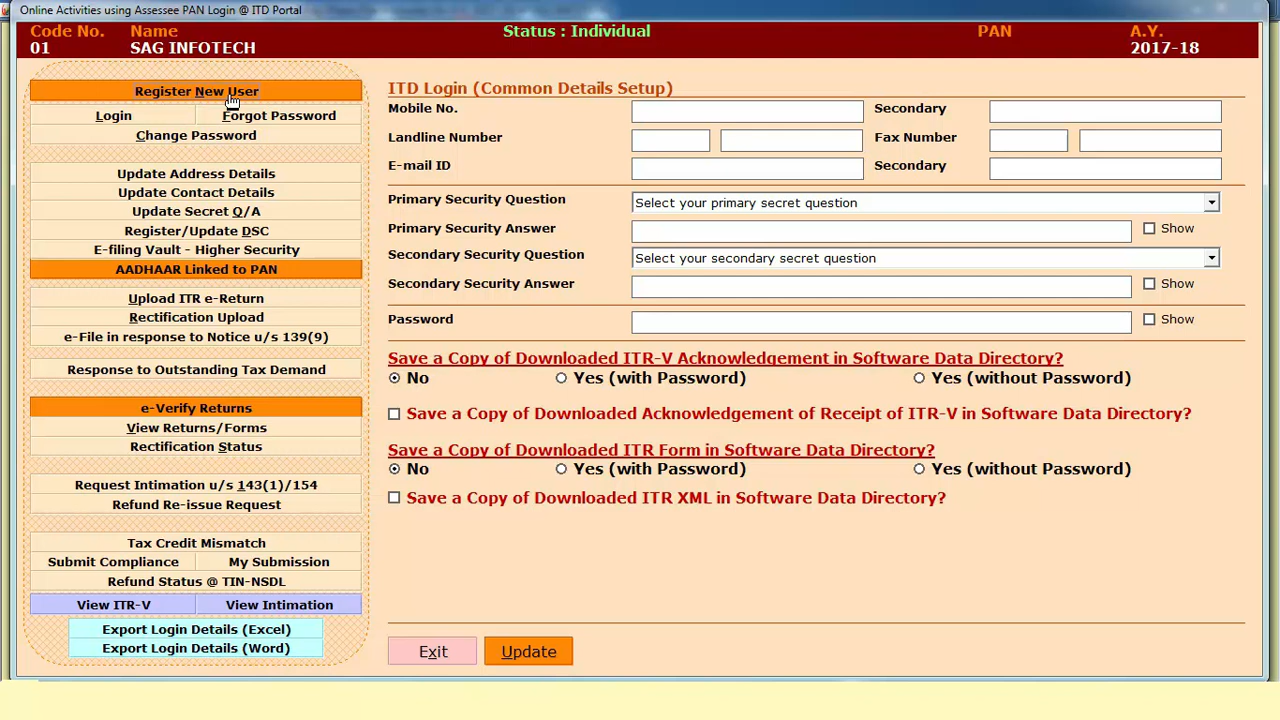 Online Activities using Assessee PAN Login @ ITD Portal
Code No. Name Status : Individual PAN A.Y.
01 SAG INFOTECH 2017-18
Register New User
Login Forgot Password
Change Password
Update Address Details
Update Contact Details
Update Secret Q/A
Register/Update DSC
E-filing Vault - Higher Security
AADHAAR Linked to PAN
Upload ITR e-Return
Rectification Upload
e-File in response to Notice u/s 139(9)
Response to Outstanding Tax Demand
e-Verify Returns
View Returns/Forms
Rectification Status
Request Intimation u/s 143(1)/154
Refund Re-issue Request
Tax Credit Mismatch
Submit Compliance My Submission
Refund Status @ TIN-NSDL
View ITR-V View Intimation
Export Login Details (Excel)
Export Login Details (Word)
ITD Login (Common Details Setup)
Mobile No. Secondary
Landline Number Fax Number
E-mail ID Secondary
Primary Security Question Select your primary secret question
Primary Security Answer Show
Secondary Security Question Select your secondary secret question
Secondary Security Answer Show
Password Show
Save a Copy of Downloaded ITR-V Acknowledgement in Software Data Directory?
No Yes (with Password) Yes (without Password)
Save a Copy of Downloaded Acknowledgement of Receipt of ITR-V in Software Data Directory?
Save a Copy of Downloaded ITR Form in Software Data Directory?
No Yes (with Password) Yes (without Password)
Save a Copy of Downloaded ITR XML in Software Data Directory?
Exit Update